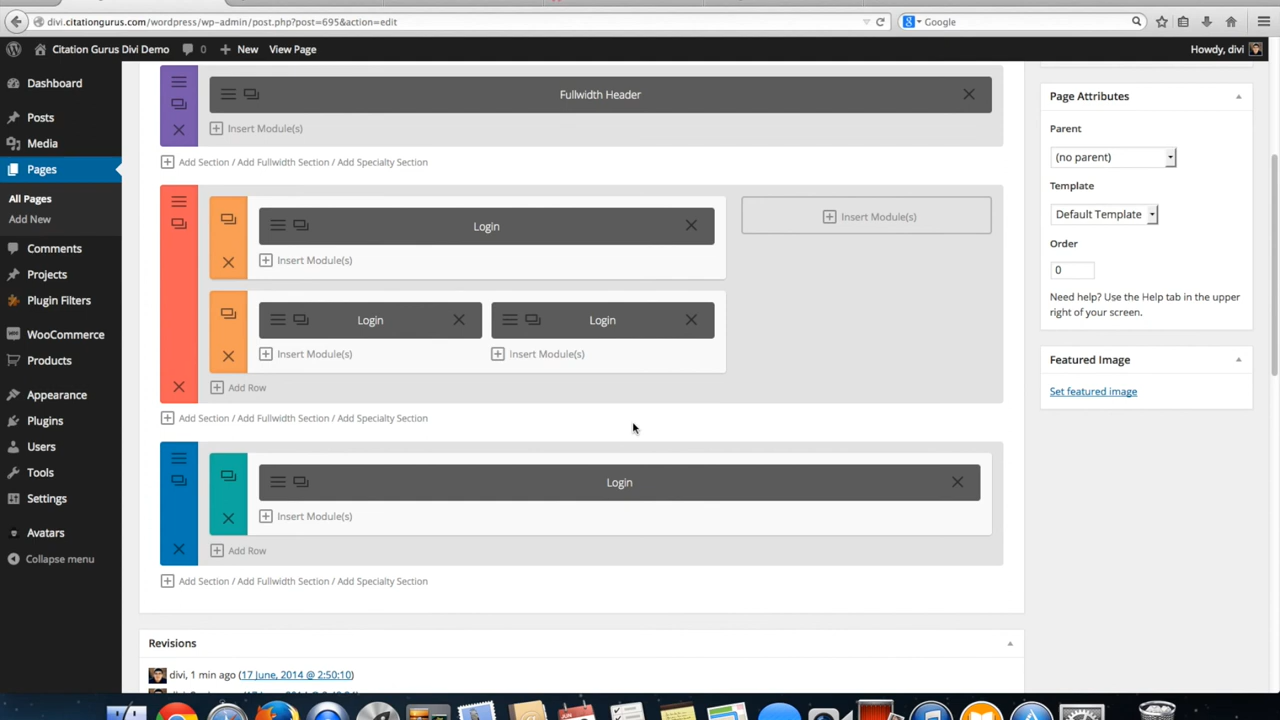 divi.citationgurus.com/wordpress/wp-admin/post.php?post=695&action=edit
Google
Citation Gurus Divi Demo
0
New
View Page
Howdy, divi
Dashboard
Posts
Media
Pages
All Pages
Add New
Comments
Projects
Plugin Filters
WooCommerce
Products
Appearance
Plugins
Users
Tools
Settings
Avatars
Collapse menu
Fullwidth Header
Insert Module(s)
Add Section / Add Fullwidth Section / Add Specialty Section
Login
Insert Module(s)
Insert Module(s)
Login
Login
Insert Module(s)
Insert Module(s)
Add Row
Add Section / Add Fullwidth Section / Add Specialty Section
Login
Insert Module(s)
Add Row
Add Section / Add Fullwidth Section / Add Specialty Section
Revisions
divi, 1 min ago (17 June, 2014 @ 2:50:10)
Page Attributes
Parent
(no parent)
Template
Default Template
Order
0
Need help? Use the Help tab in the upper
right of your screen.
Featured Image
Set featured image